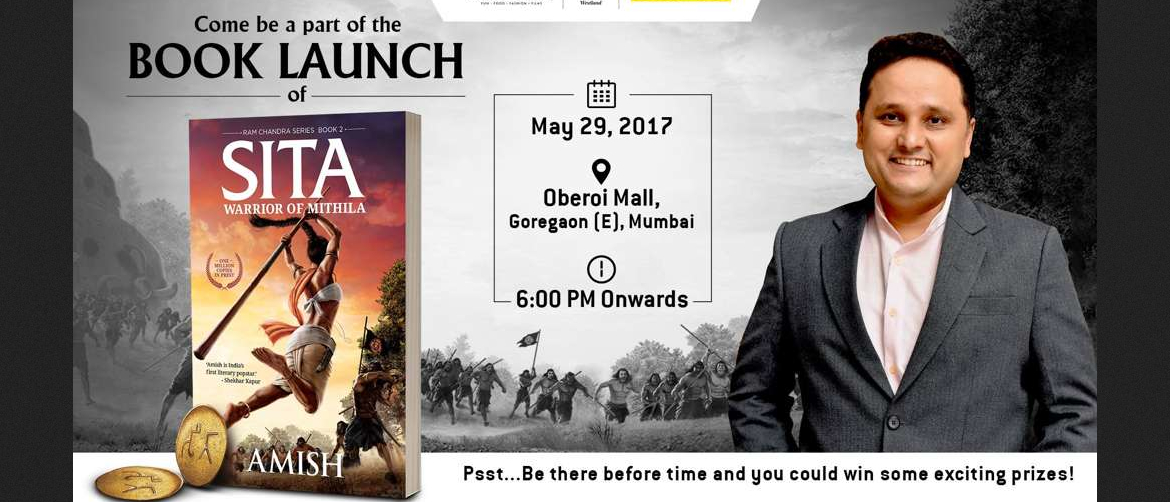 FUN · FOOD · FASHION · FILMS
Westland
Come be a part of the
BOOK LAUNCH
of
RAM CHANDRA SERIES BOOK 2
SITA
WARRIOR OF MITHILA
ONE
MILLION
COPIES
IN PRINT
'Amish is India's
first literary popstar.'
- Shekhar Kapur
AMISH
May 29, 2017
Oberoi Mall,
Goregaon (E), Mumbai
6:00 PM Onwards
Psst...Be there before time and you could win some exciting prizes!